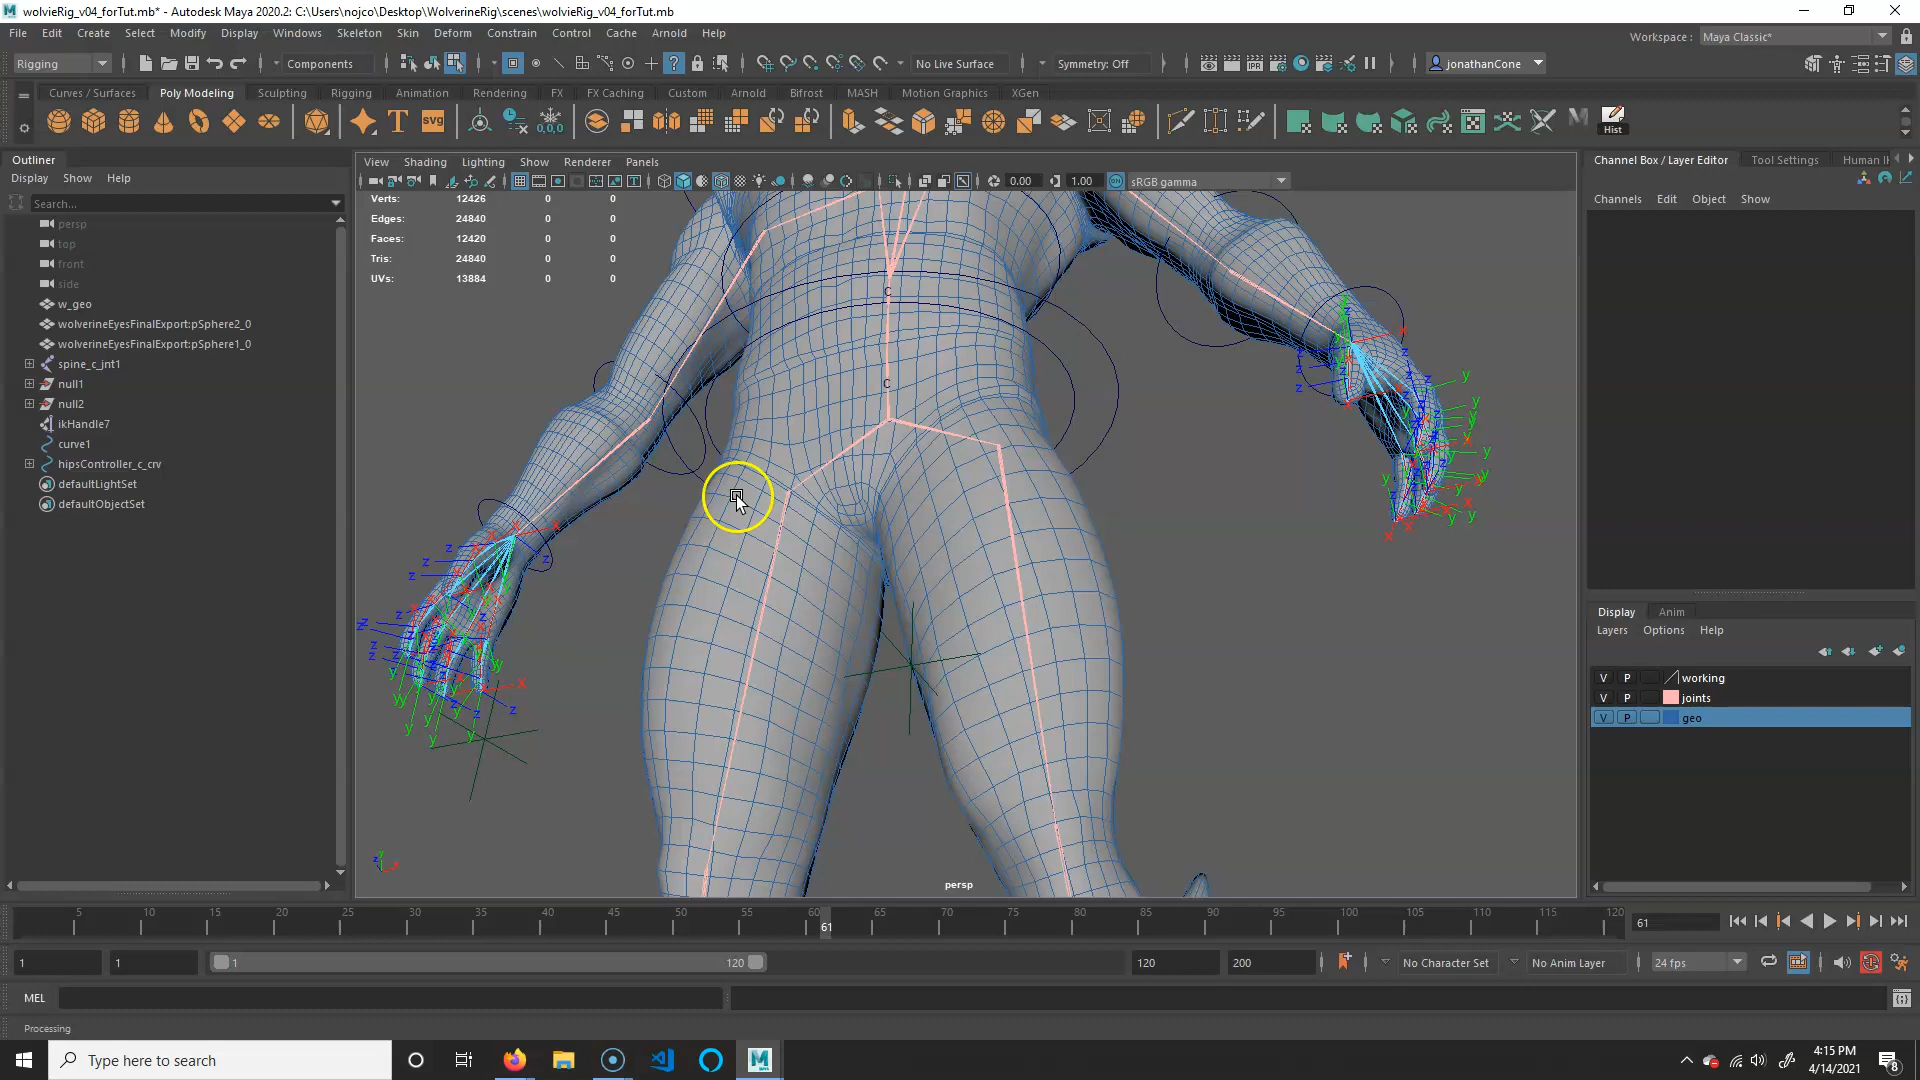 wolvieRig_v04_forTut.mb* - Autodesk Maya 2020.2: C:\Users\nojco\Desktop\WolverineRig\scenes\wolvieRig_v04_forTut.mb
File Edit Create Select Modify Display Windows Skeleton Skin Deform Constrain Control Cache Arnold Help
Workspace : Maya Classic*
Rigging Components No Live Surface Symmetry: Off jonathanCone
Curves / Surfaces Poly Modeling Sculpting Rigging Animation Rendering FX FX Caching Custom Arnold Bifrost MASH Motion Graphics XGen
T svg 0,0,0 Hist
Outliner
Display Show Help
Search...
persp
top
front
side
w_geo
wolverineEyesFinalExport:pSphere2_0
wolverineEyesFinalExport:pSphere1_0
spine_c_jnt1
null1
null2
ikHandle7
curve1
hipsController_c_crv
defaultLightSet
defaultObjectSet
View Shading Lighting Show Renderer Panels
0.00 1.00 sRGB gamma
Verts: 12426 0 0
Edges: 24840 0 0
Faces: 12420 0 0
Tris: 24840 0 0
UVs: 13884 0 0
C
C
persp
Channel Box / Layer Editor Tool Settings
Channels Edit Object Show
Display Anim
Layers Options Help
V P working
V P joints
V P geo
5 10 15 20 25 30 35 40 45 50 55 60 65 70 75 80 85 90 95 100 105 110 115 120
61
61
1 1 1 120 120 200 No Character Set No Anim Layer 24 fps
MEL
Processing
Type here to search
4:15 PM
4/14/2021
8